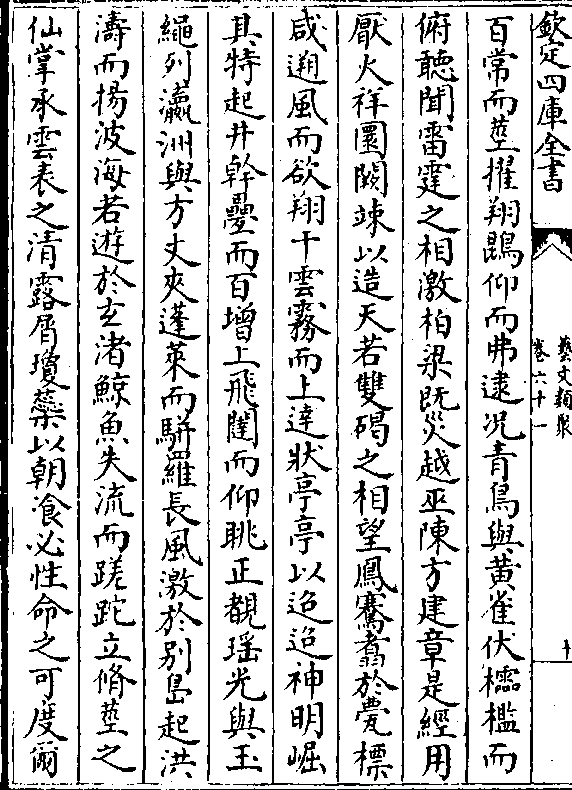 欽定四庫全書
藝文類聚
卷六十一
十
百常而莖擢翔鶤仰而弗逮况青鳥與黃雀伏櫺檻而
俯聽聞雷霆之相激柏梁既災越巫陳方建章是經用
厭火祥圜闕竦以造天若雙碣之相望鳳騫翥於甍標
咸遡風而欲翔干雲霧而上逹狀亭亭以迢迢神明崛
其特起井幹疊而百增上飛闥而仰眺正覩瑶光與玉
繩列瀛洲與方丈夾蓬萊而駢羅長風激於别島起洪
濤而揚波海若遊於玄渚鯨魚失流而蹉跎立脩莖之
仙掌承雲表之清露屑瓊蘂以朝飡必性命之可度爾